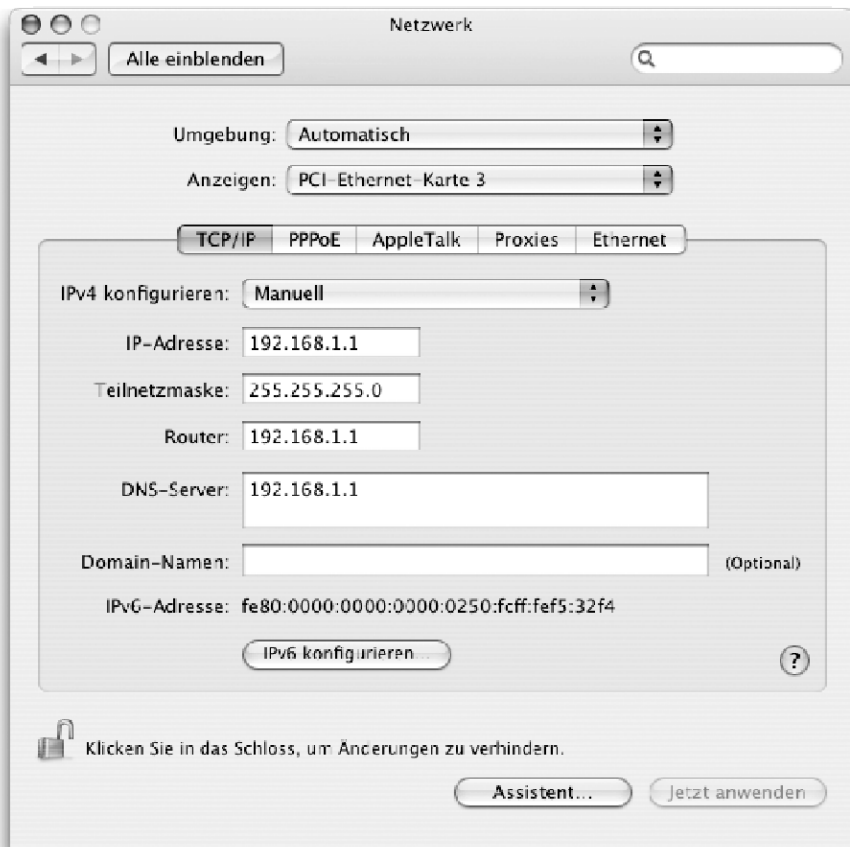 Netzwerk
Alle einblenden
Umgebung: Automatisch
Anzeigen: PCI-Ethernet-Karte 3
TCP/IP PPPoE AppleTalk Proxies Ethernet
IPv4 konfigurieren: Manuell
IP-Adresse: 192.168.1.1
Teilnetzmaske: 255.255.255.0
Router: 192.168.1.1
DNS-Server: 192.168.1.1
Domain-Namen: (Optional)
IPv6-Adresse: fe80:0000:0000:0000:0250:fcff:fef5:32f4
IPv6 konfigurieren...
?
Klicken Sie in das Schloss, um Änderungen zu verhindern.
Assistent... Jetzt anwenden